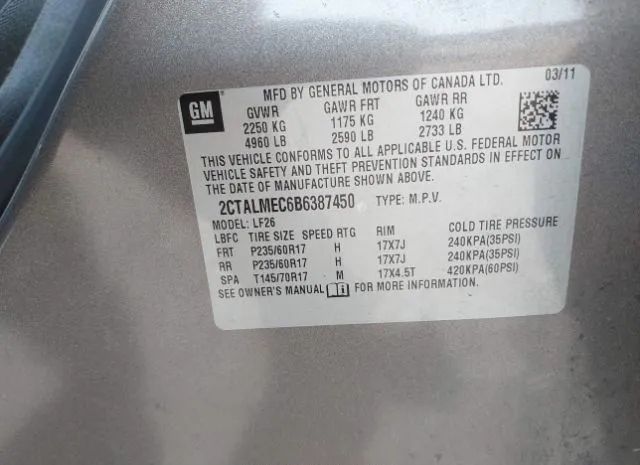 GM
MFD BY GENERAL MOTORS OF CANADA LTD. 03/11
GVWR GAWR FRT GAWR RR
2250 KG 1175 KG 1240 KG
4960 LB 2590 LB 2733 LB
THIS VEHICLE CONFORMS TO ALL APPLICABLE U.S. FEDERAL MOTOR
VEHICLE SAFETY AND THEFT PREVENTION STANDARDS IN EFFECT ON
THE DATE OF MANUFACTURE SHOWN ABOVE.
2CTALMEC6B6387450 TYPE: M.P.V.
MODEL: LF26
LBFC TIRE SIZE SPEED RTG RIM COLD TIRE PRESSURE
FRT P235/60R17 H 17X7J 240KPA(35PSI)
RR P235/60R17 H 17X7J 240KPA(35PSI)
SPA T145/70R17 M 17X4.5T 420KPA(60PSI)
SEE OWNER'S MANUAL FOR MORE INFORMATION.